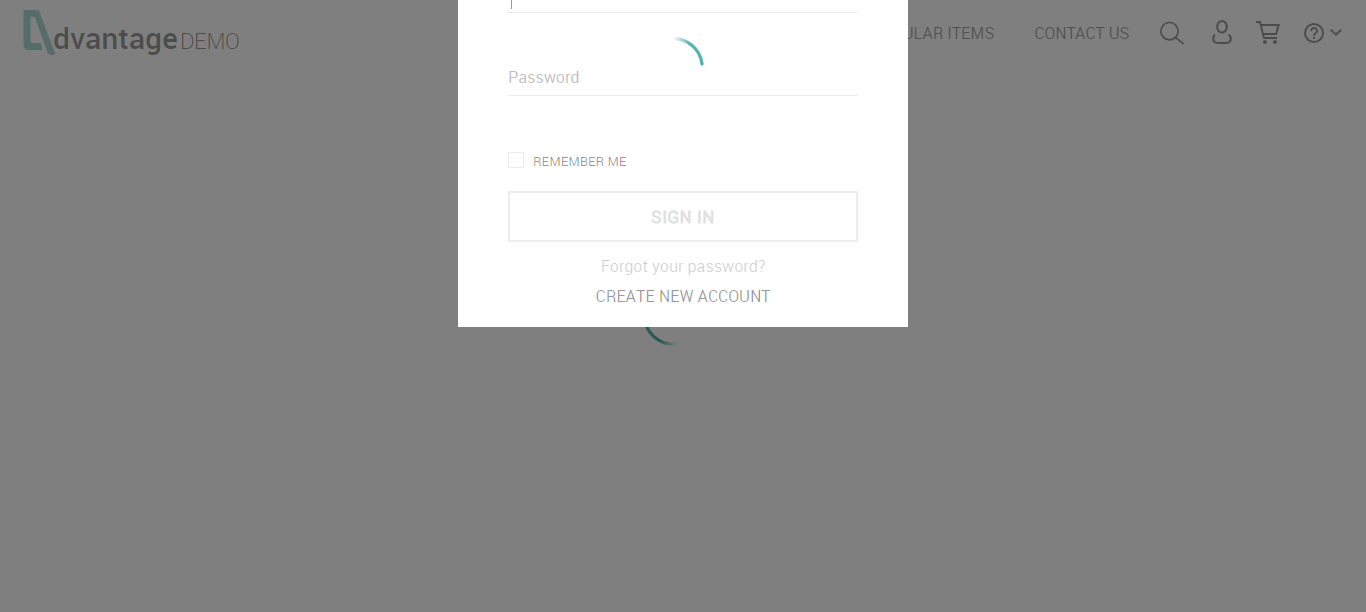 dvantage DEMO
ULAR ITEMS
CONTACT US
Password
REMEMBER ME
SIGN IN
Forgot your password?
CREATE NEW ACCOUNT